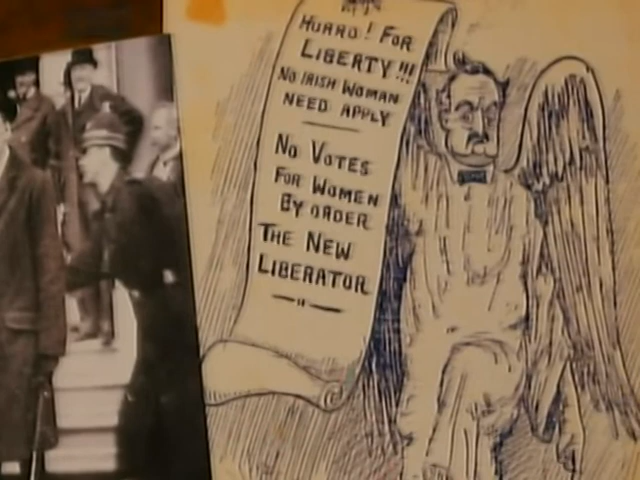 HURRO! FOR
LIBERTY!!!
NO IRISH WOMAN
NEED APPLY
NO VOTES
FOR WOMEN
BY ORDER
THE NEW
LIBERATOR